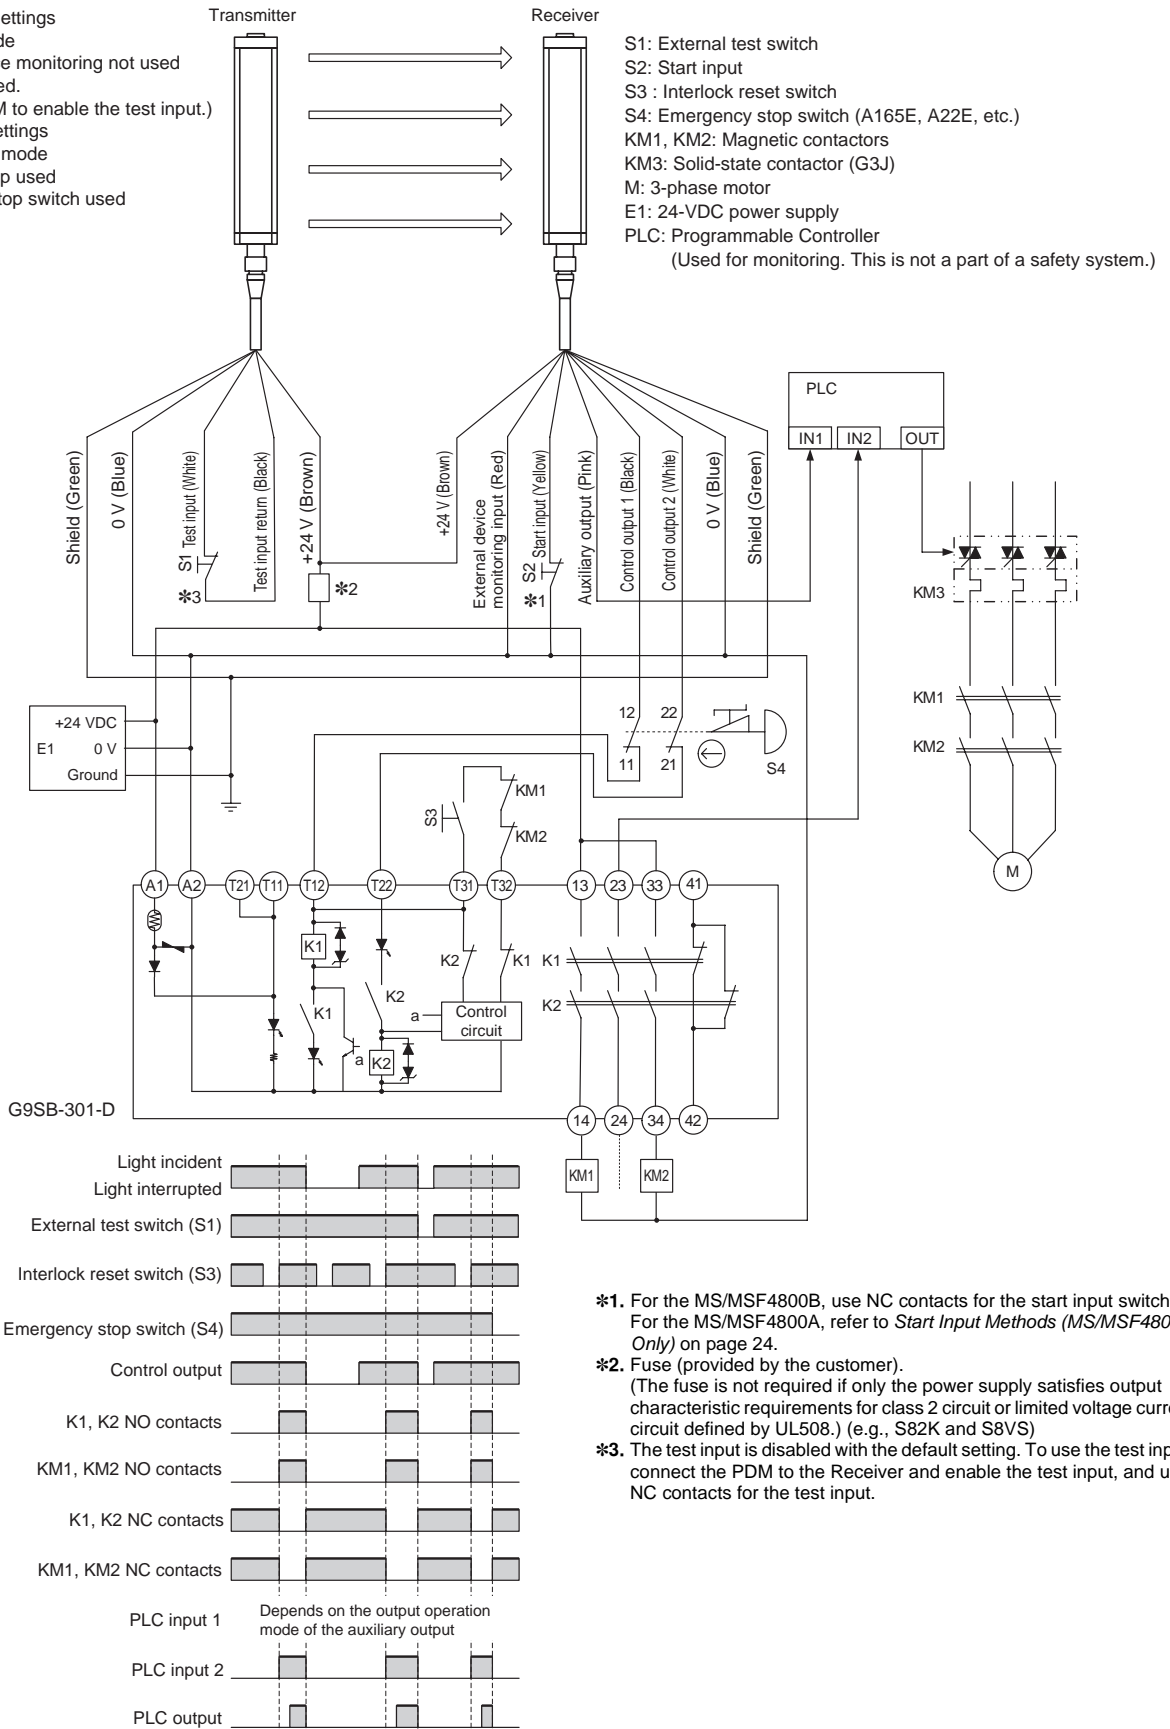 ettings
de
e monitoring not used
ed.
M to enable the test input.)
ettings
mode
p used
top switch used
Transmitter
Receiver
S1: External test switch
S2: Start input
S3 : Interlock reset switch
S4: Emergency stop switch (A165E, A22E, etc.)
KM1, KM2: Magnetic contactors
KM3: Solid-state contactor (G3J)
M: 3-phase motor
E1: 24-VDC power supply
PLC: Programmable Controller
(Used for monitoring. This is not a part of a safety system.)
Shield (Green)
0 V (Blue)
S1
Test input (White)
✽3
Test input return (Black)
+24 V (Brown)
✽2
+24 V (Brown)
External device
monitoring input (Red)
S2
Start input (Yellow)
✽1
Auxiliary output (Pink)
Control output 1 (Black)
Control output 2 (White)
0 V (Blue)
Shield (Green)
PLC
IN1 IN2 OUT
KM3
KM1
KM2
M
+24 VDC
E1 0 V
Ground
12 22
11 21
S4
S3
KM1
KM2
A1 A2 T21 T11 T12 T22 T31 T32 13 23 33 41
K1
K2
K1
K1
K2
K1
K2
a
Control
circuit
a
K2
G9SB-301-D
14 24 34 42
KM1 KM2
Light incident
Light interrupted
External test switch (S1)
Interlock reset switch (S3)
Emergency stop switch (S4)
Control output
K1, K2 NO contacts
KM1, KM2 NO contacts
K1, K2 NC contacts
KM1, KM2 NC contacts
PLC input 1
Depends on the output operation
mode of the auxiliary output
PLC input 2
PLC output
✽1. For the MS/MSF4800B, use NC contacts for the start input switch
For the MS/MSF4800A, refer to Start Input Methods (MS/MSF480
Only) on page 24.
✽2. Fuse (provided by the customer).
(The fuse is not required if only the power supply satisfies output
characteristic requirements for class 2 circuit or limited voltage curr
circuit defined by UL508.) (e.g., S82K and S8VS)
✽3. The test input is disabled with the default setting. To use the test inp
connect the PDM to the Receiver and enable the test input, and u
NC contacts for the test input.